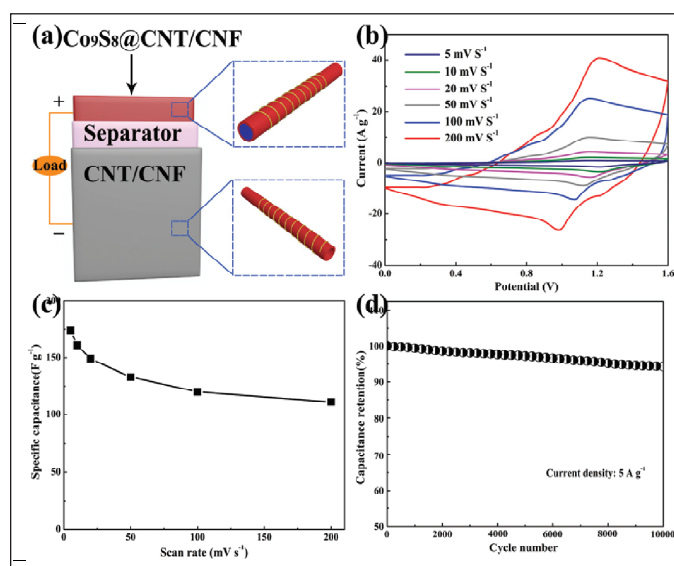 (a)
Co9S8@CNT/CNF
+
Separator
Load
CNT/CNF
−
(b)
5 mV S-1
10 mV S-1
20 mV S-1
50 mV S-1
100 mV S-1
200 mV S-1
Current (A g-1)
40
20
0
-20
-40
0.0 0.4 0.8 1.2 1.6
Potential (V)
(c)
Specific capacitance(F g-1)
150
100
50
0
0 50 100 150 200
Scan rate (mV s-1)
(d)
Capacitance retention(%)
100
90
80
70
60
50
Current density: 5 A g-1
0 2000 4000 6000 8000 10000
Cycle number